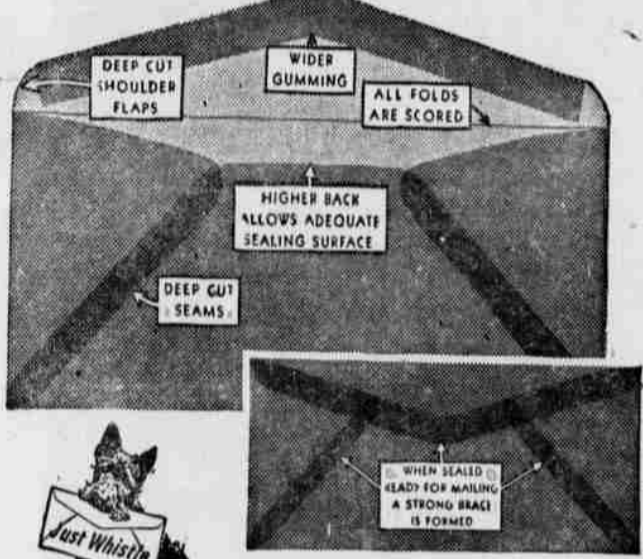 DEEP CUT
SHOULDER
FLAPS
WIDER
GUMMING
ALL FOLDS
ARE SCORED
HIGHER BACK
ALLOWS ADEQUATE
SEALING SURFACE
DEEP CUT
SEAMS
WHEN SEALED
READY FOR MAILING
A STRONG BRACE
IS FORMED
Just Whistle